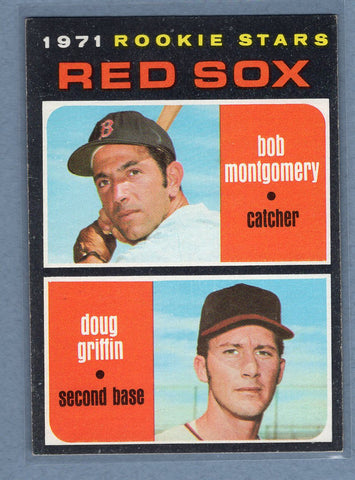 1971 ROOKIE STARS
RED SOX
B
bob
montgomery
catcher
doug
griffin
second base